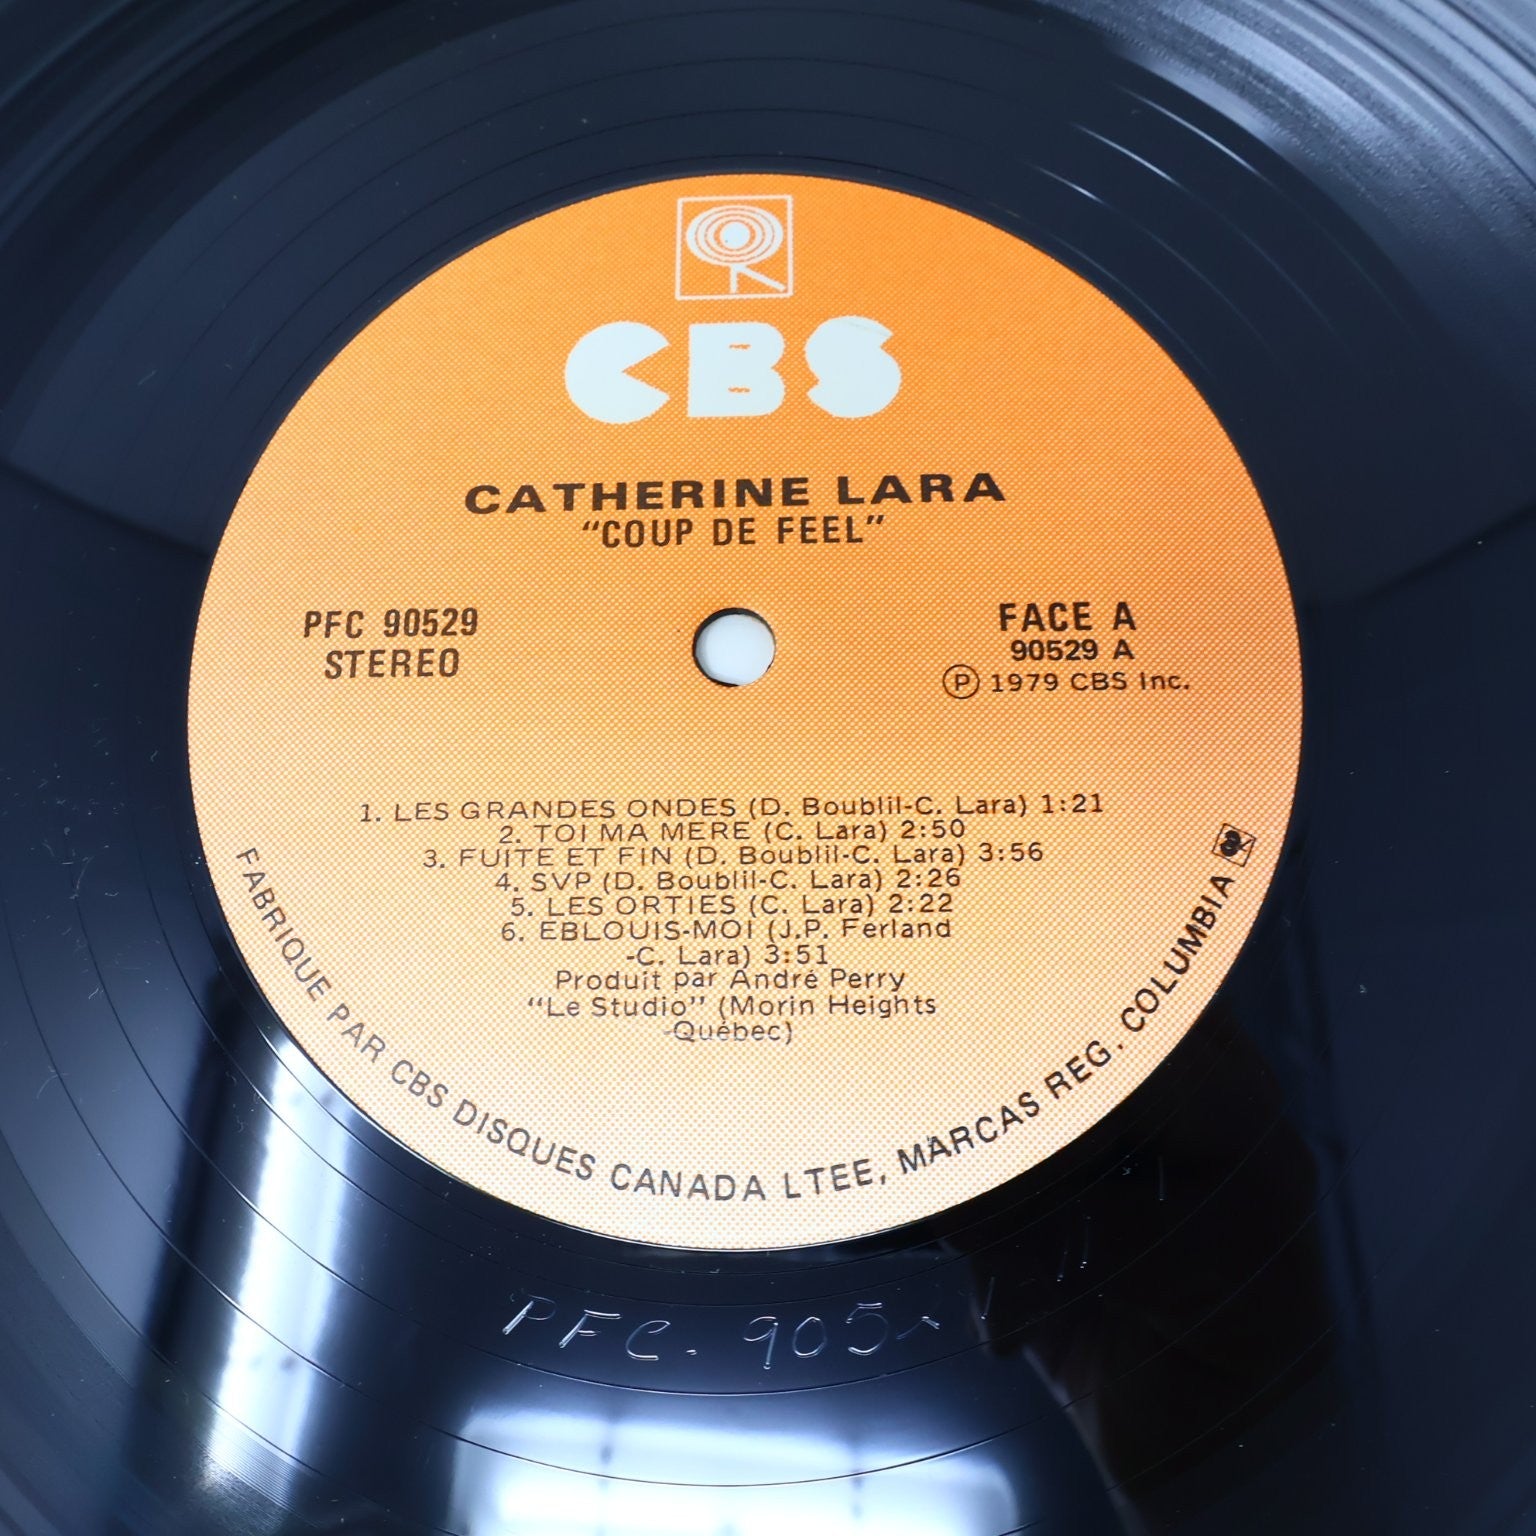 CBS
CATHERINE LARA
"COUP DE FEEL"
PFC 90529
STEREO
FACE A
90529 A
Ⓟ 1979 CBS Inc.
1. LES GRANDES ONDES (D. Boublil-C. Lara) 1:21
2. TOI MA MERE (C. Lara) 2:50
3. FUITE ET FIN (D. Boublil-C. Lara) 3:56
4. SVP (D. Boublil-C. Lara) 2:26
5. LES ORTIES (C. Lara) 2:22
6. EBLOUIS-MOI (J.P. Ferland
-C. Lara) 3:51
Produit par André Perry
"Le Studio" (Morin Heights
-Québec)
FABRIQUE PAR CBS DISQUES CANADA LTEE, MARCAS REG. COLUMBIA
PFC.